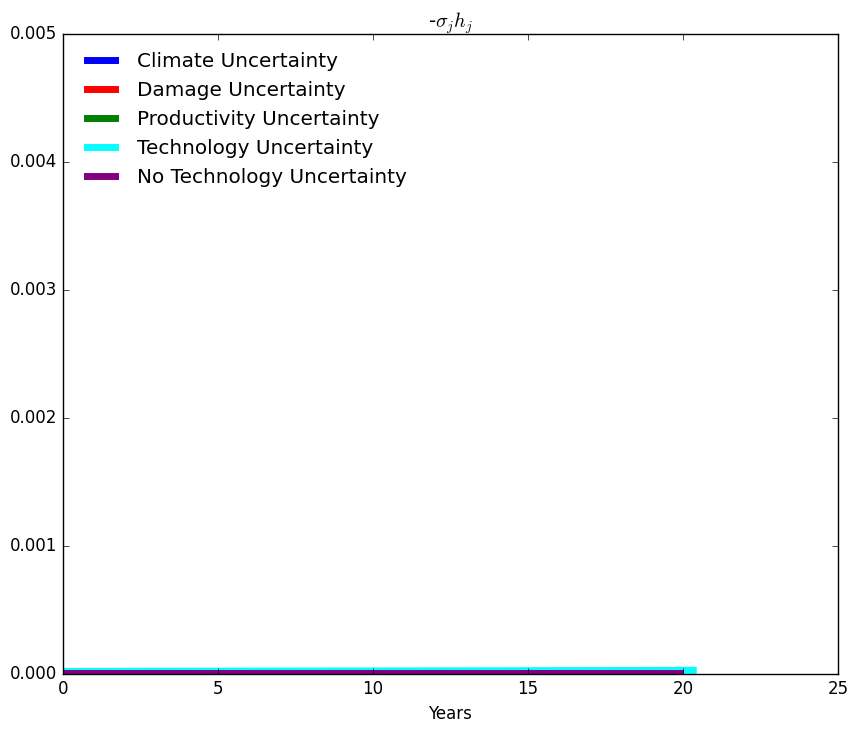 -σⱼhⱼ
0.005
Climate Uncertainty
Damage Uncertainty
Productivity Uncertainty
Technology Uncertainty
No Technology Uncertainty
0.004
0.003
0.002
0.001
0.000
0 5 10 15 20 25
Years